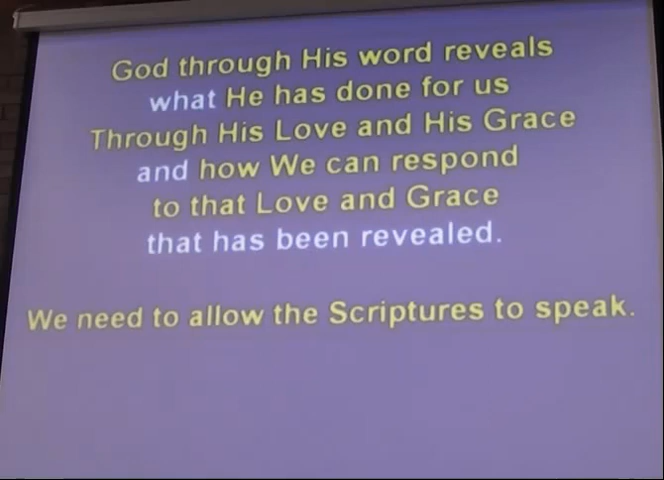 God through His word reveals
what He has done for us
Through His Love and His Grace
and how We can respond
to that Love and Grace
that has been revealed.
We need to allow the Scriptures to speak.